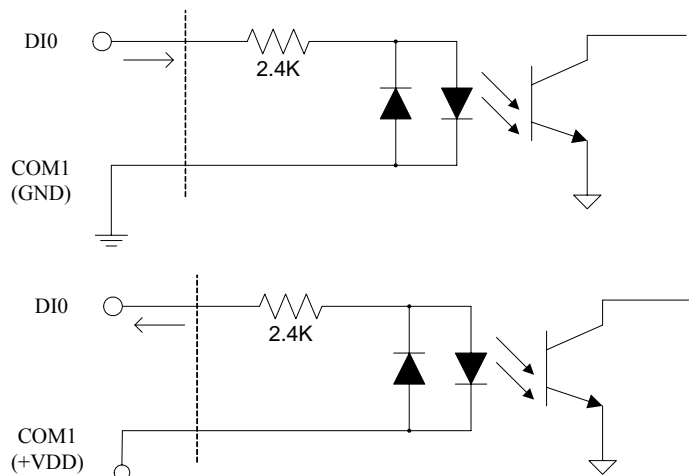 DI0
2.4K
COM1
(GND)
DI0
2.4K
COM1
(+VDD)